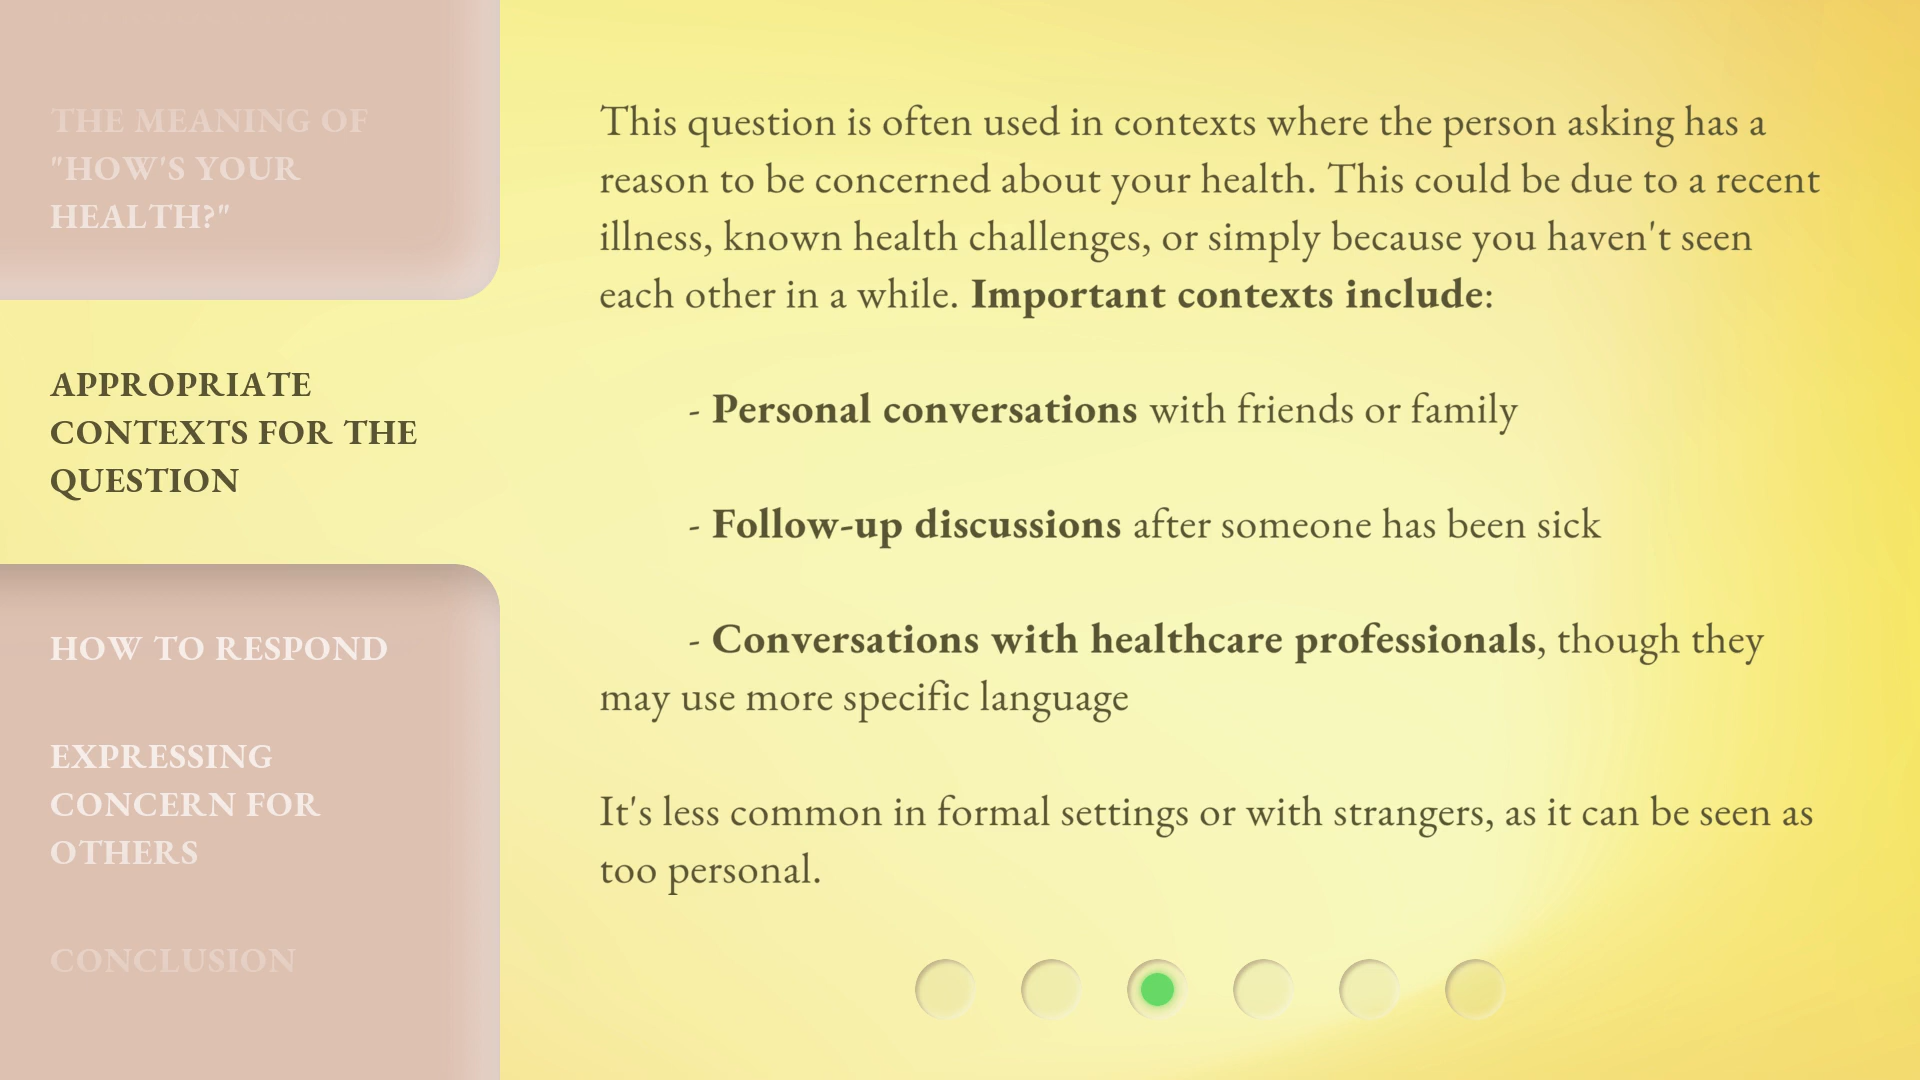 THE MEANING OF
"HOW'S YOUR
HEALTH?"
APPROPRIATE
CONTEXTS FOR THE
QUESTION
HOW TO RESPOND
EXPRESSING
CONCERN FOR
OTHERS
CONCLUSION
This question is often used in contexts where the person asking has a
reason to be concerned about your health. This could be due to a recent
illness, known health challenges, or simply because you haven't seen
each other in a while. Important contexts include:
- Personal conversations with friends or family
- Follow-up discussions after someone has been sick
- Conversations with healthcare professionals, though they
may use more specific language
It's less common in formal settings or with strangers, as it can be seen as
too personal.